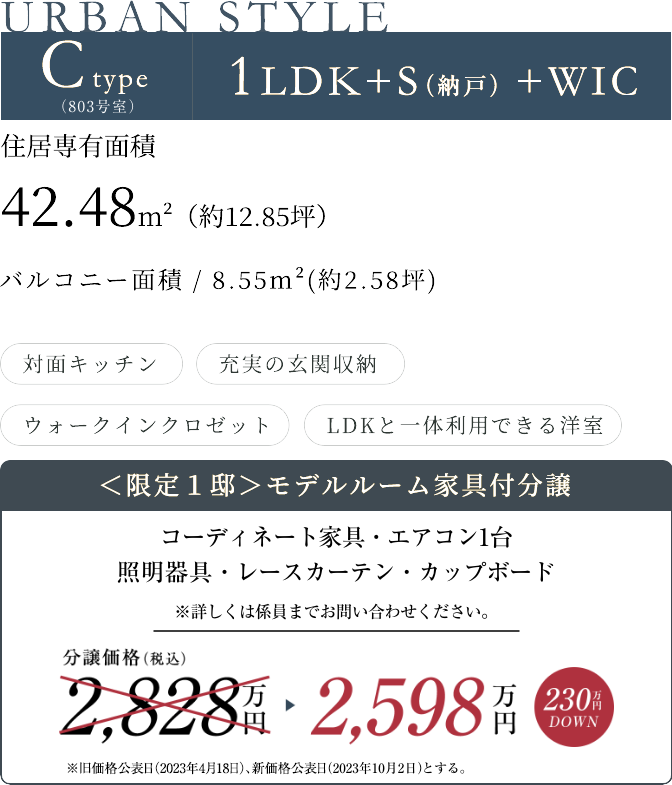 URBAN STYLE
C type
（803号室）
1LDK＋S（納戸）＋WIC
住居専有面積
42.48m²（約12.85坪）
バルコニー面積 / 8.55m²(約2.58坪)
対面キッチン
充実の玄関収納
ウォークインクロゼット
LDKと一体利用できる洋室
＜限定１邸＞モデルルーム家具付分譲
コーディネート家具・エアコン1台
照明器具・レースカーテン・カップボード
※詳しくは係員までお問い合わせください。
分譲価格（税込）
2,828万円
2,598万円
230万円
DOWN
※旧価格公表日（2023年4月18日）、新価格公表日（2023年10月2日）とする。